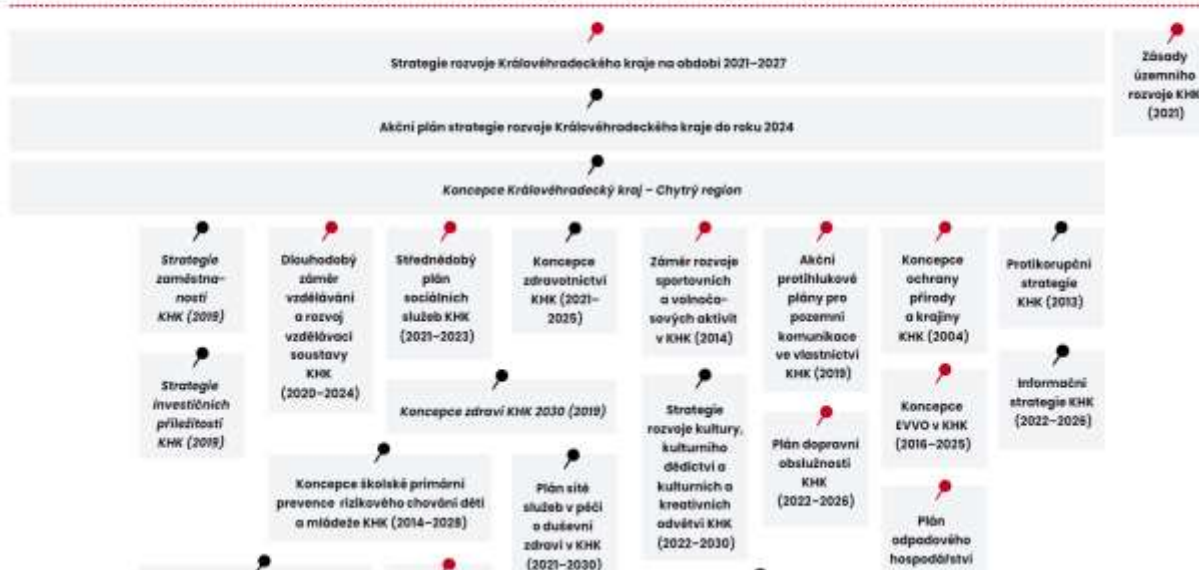 Strategie rozvoje Královéhradeckého kraje na období 2021–2027
Zásady
územního
rozvoje KHK
(2021)
Akční plán strategie rozvoje Královéhradeckého kraje do roku 2024
Koncepce Královéhradecký kraj – Chytrý region
Strategie
zaměstna-
nosti
KHK (2019)
Dlouhodobý
záměr
vzdělávání
a rozvoj
vzdělávací
soustavy
KHK
(2020–2024)
Střednědobý
plán
sociálních
služeb KHK
(2021–2023)
Koncepce
zdravotnictví
KHK (2021–
2025)
Záměr rozvoje
sportovních
a volnoča-
sových aktivit
v KHK (2014)
Akční
protihlukové
plány pro
pozemní
komunikace
ve vlastnictví
KHK (2019)
Koncepce
ochrany
přírody
a krajiny
KHK (2004)
Protikorupční
strategie
KHK (2013)
Strategie
investičních
příležitostí
KHK (2019)
Koncepce zdraví KHK 2030 (2019)
Strategie
rozvoje kultury,
kulturního
dědictví a
kulturních a
kreativních
odvětví KHK
(2022–2030)
Plán dopravní
obslužnosti
KHK
(2022–2026)
Koncepce
EVVO v KHK
(2016–2025)
Informační
strategie KHK
(2022–2026)
Koncepce školské primární
prevence rizikového chování dětí
a mládeže KHK (2014–2028)
Plán sítě
služeb v péči
o duševní
zdraví v KHK
(2021–2030)
Plán
odpadového
hospodářství